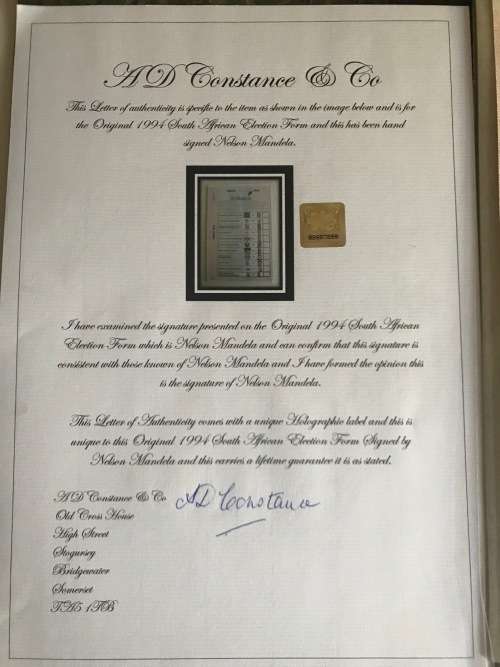 AD Constance & Co
This Letter of authenticity is specific to the item as shown in the image below and is for
the Original 1994 South African Election Form and this has been hand
signed Nelson Mandela.
I have examined the signature presented on the Original 1994 South African
Election Form which is Nelson Mandela and can confirm that this signature is
consistent with those known of Nelson Mandela and I have formed the opinion this
is the signature of Nelson Mandela.
This Letter of Authenticity comes with a unique Holographic label and this is
unique to this Original 1994 South African Election Form Signed by
Nelson Mandela and this carries a lifetime guarantee it is as stated.
AD Constance & Co AD Constance
Old Cross House
High Street
Stogursey
Bridgewater
Somerset
TA5 1FB